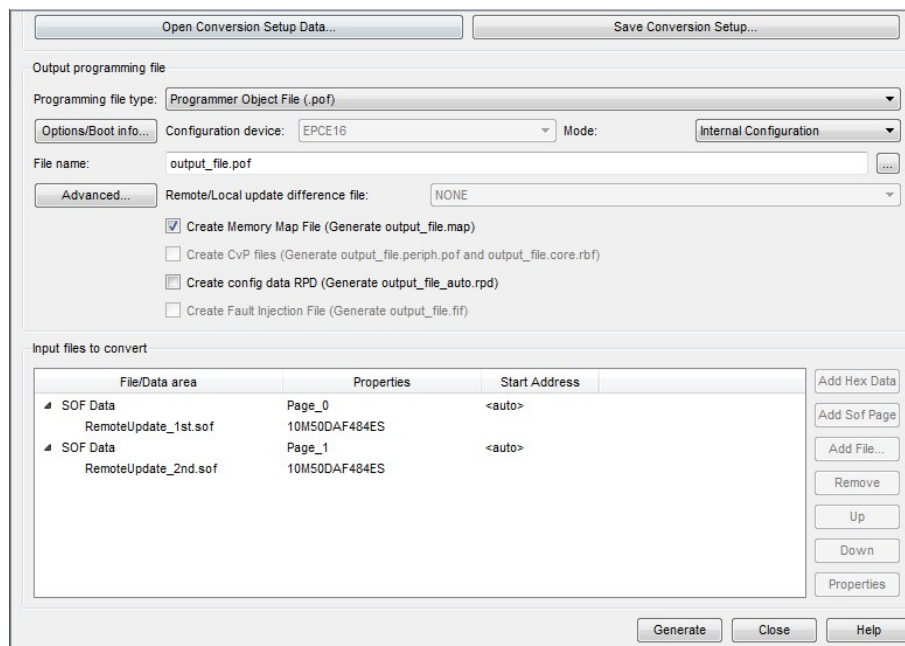 Open Conversion Setup Data... Save Conversion Setup...
Output programming file
Programming file type: Programmer Object File (.pof)
Options/Boot info... Configuration device: EPCE16 Mode: Internal Configuration
File name: output_file.pof ...
Advanced... Remote/Local update difference file: NONE
Create Memory Map File (Generate output_file.map)
Create CvP files (Generate output_file.periph.pof and output_file.core.rbf)
Create config data RPD (Generate output_file_auto.rpd)
Create Fault Injection File (Generate output_file.fif)
Input files to convert
File/Data area Properties Start Address
SOF Data Page_0 <auto>
RemoteUpdate_1st.sof 10M50DAF484ES
SOF Data Page_1 <auto>
RemoteUpdate_2nd.sof 10M50DAF484ES
Add Hex Data
Add Sof Page
Add File...
Remove
Up
Down
Properties
Generate Close Help